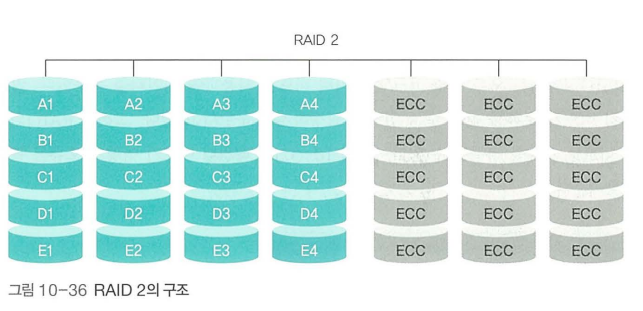 RAID 2
A1 A2 A3 A4 ECC ECC ECC
B1 B2 B3 B4 ECC ECC ECC
C1 C2 C3 C4 ECC ECC ECC
D1 D2 D3 D4 ECC ECC ECC
E1 E2 E3 E4 ECC ECC ECC
그림 10-36 RAID 2의 구조